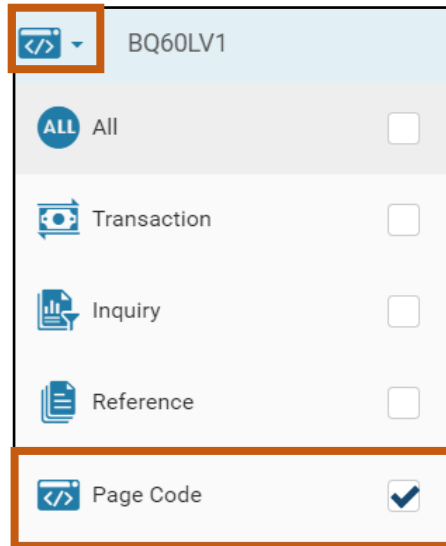 BQ60LV1
ALL All
Transaction
Inquiry
Reference
</> Page Code